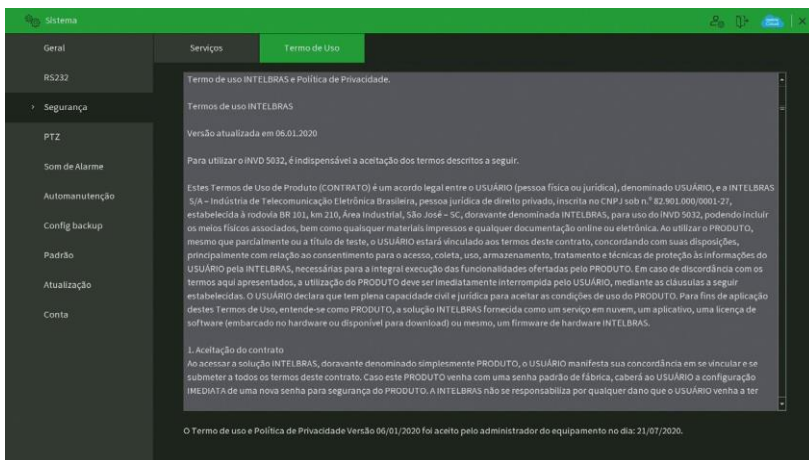 Sistema
Geral
RS232
Segurança
PTZ
Som de Alarme
Automanutenção
Config backup
Padrão
Atualização
Conta
Serviços
Termo de Uso
Termo de uso INTELBRAS e Política de Privacidade.
Termos de uso INTELBRAS
Versão atualizada em 06.01.2020
Para utilizar o iNVD 5032, é indispensável a aceitação dos termos descritos a seguir.
Estes Termos de Uso de Produto (CONTRATO) é um acordo legal entre o USUÁRIO (pessoa física ou jurídica), denominado USUÁRIO, e a INTELBRAS
S/A – Indústria de Telecomunicação Eletrônica Brasileira, pessoa jurídica de direito privado, inscrita no CNPJ sob n.º 82.901.000/0001-27,
estabelecida à rodovia BR 101, km 210, Área Industrial, São José – SC, doravante denominada INTELBRAS, para uso do iNVD 5032, podendo incluir
os meios físicos associados, bem como quaisquer materiais impressos e qualquer documentação online ou eletrônica. Ao utilizar o PRODUTO,
mesmo que parcialmente ou a título de teste, o USUÁRIO estará vinculado aos termos deste contrato, concordando com suas disposições,
principalmente com relação ao consentimento para o acesso, coleta, uso, armazenamento, tratamento e técnicas de proteção às informações do
USUÁRIO pela INTELBRAS, necessárias para a integral execução das funcionalidades ofertadas pelo PRODUTO. Em caso de discordância com os
termos aqui apresentados, a utilização do PRODUTO deve ser imediatamente interrompida pelo USUÁRIO, mediante as cláusulas a seguir
estabelecidas. O USUÁRIO declara que tem plena capacidade civil e jurídica para aceitar as condições de uso do PRODUTO. Para fins de aplicação
destes Termos de Uso, entende-se como PRODUTO, a solução INTELBRAS fornecida como um serviço em nuvem, um aplicativo, uma licença de
software (embarcado no hardware ou disponível para download) ou mesmo, um firmware de hardware INTELBRAS.
1. Aceitação do contrato
Ao acessar a solução INTELBRAS, doravante denominado simplesmente PRODUTO, o USUÁRIO manifesta sua concordância em se vincular e se
submeter a todos os termos deste contrato. Caso este PRODUTO venha com uma senha padrão de fábrica, caberá ao USUÁRIO a configuração
IMEDIATA de uma nova senha para segurança do PRODUTO. A INTELBRAS não se responsabiliza por qualquer dano que o USUÁRIO venha a ter
O Termo de uso e Política de Privacidade Versão 06/01/2020 foi aceito pelo administrador do equipamento no dia: 21/07/2020.